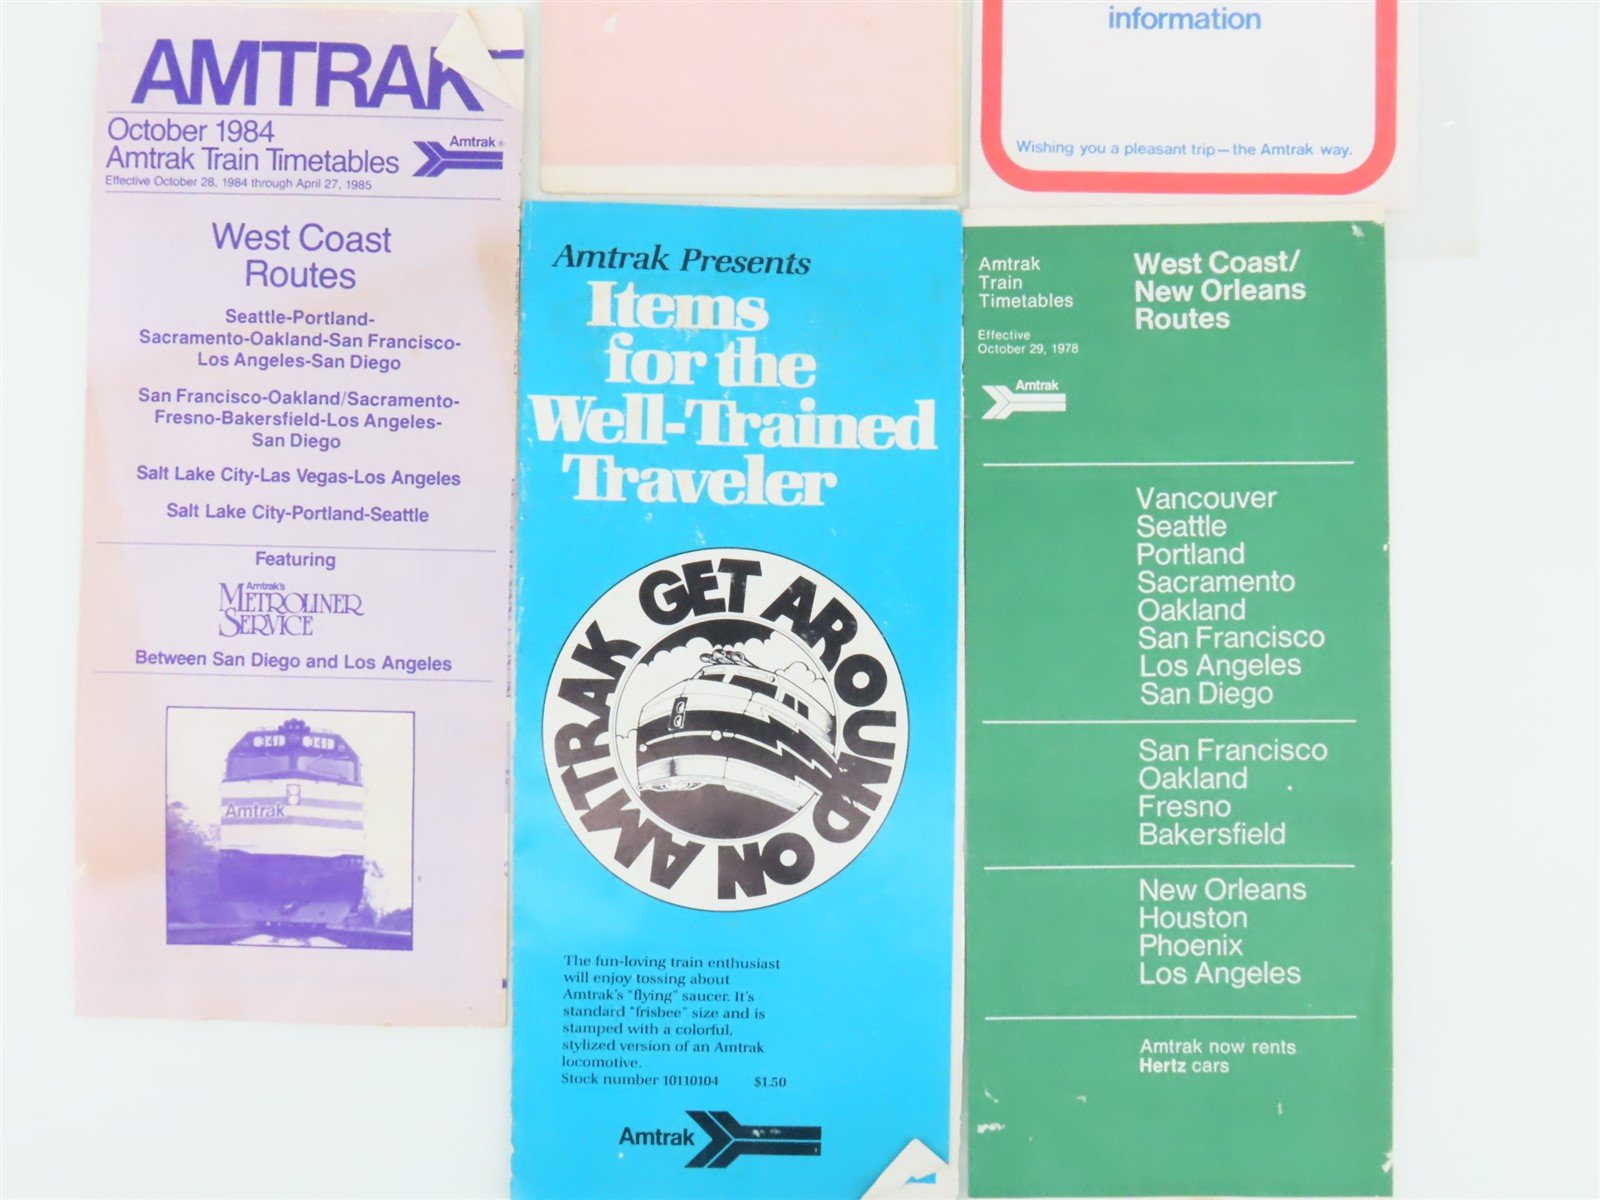 AMTRAK
October 1984
Amtrak Train Timetables
Effective October 28, 1984 through April 27, 1985
Amtrak®
West Coast
Routes
Seattle-Portland-
Sacramento-Oakland-San Francisco-
Los Angeles-San Diego
San Francisco-Oakland/Sacramento-
Fresno-Bakersfield-Los Angeles-
San Diego
Salt Lake City-Las Vegas-Los Angeles
Salt Lake City-Portland-Seattle
Featuring
Amtrak's
METROLINER
SERVICE
Between San Diego and Los Angeles
341 341
Amtrak
information
Wishing you a pleasant trip—the Amtrak way.
Amtrak Presents
Items
for the
Well-Trained
Traveler
GET AROUND ON AMTRAK
The fun-loving train enthusiast
will enjoy tossing about
Amtrak's "flying" saucer. It's
standard "frisbee" size and is
stamped with a colorful,
stylized version of an Amtrak
locomotive.
Stock number 10110104 $1.50
Amtrak
Amtrak
Train
Timetables
Effective
October 29, 1978
Amtrak
West Coast/
New Orleans
Routes
Vancouver
Seattle
Portland
Sacramento
Oakland
San Francisco
Los Angeles
San Diego
San Francisco
Oakland
Fresno
Bakersfield
New Orleans
Houston
Phoenix
Los Angeles
Amtrak now rents
Hertz cars